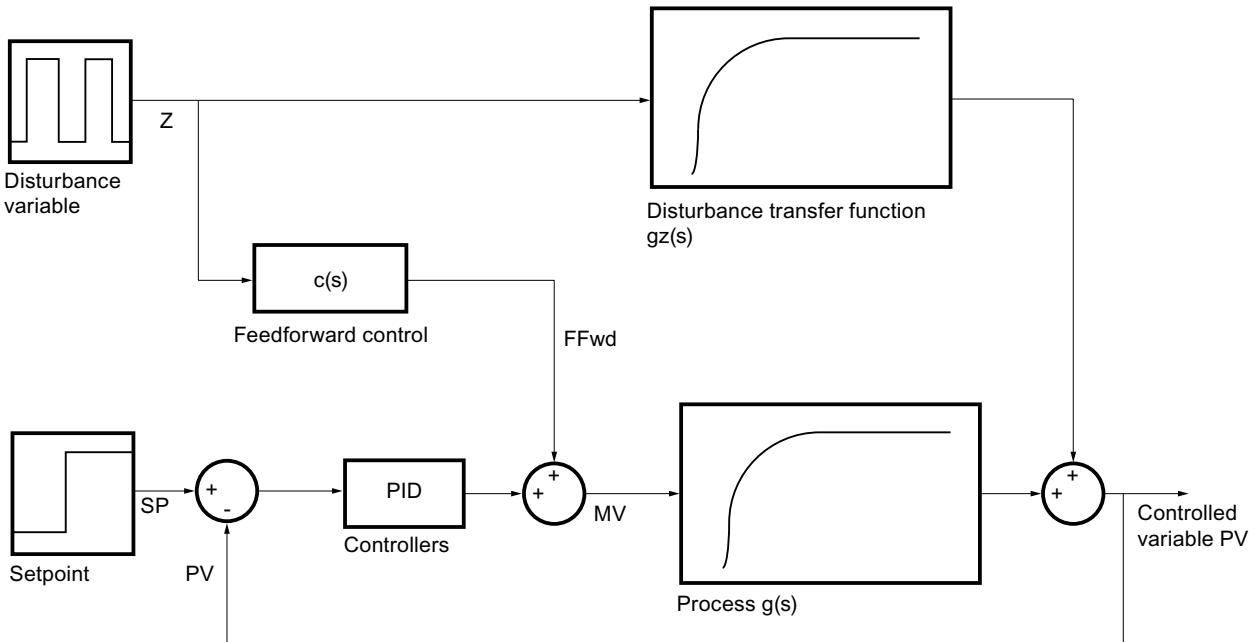 Z
Disturbance
variable
Disturbance transfer function
gz(s)
c(s)
Feedforward control
FFwd
+
+
+
+
SP
+
-
PID
MV
Controllers
Controlled
variable PV
Setpoint
PV
Process g(s)